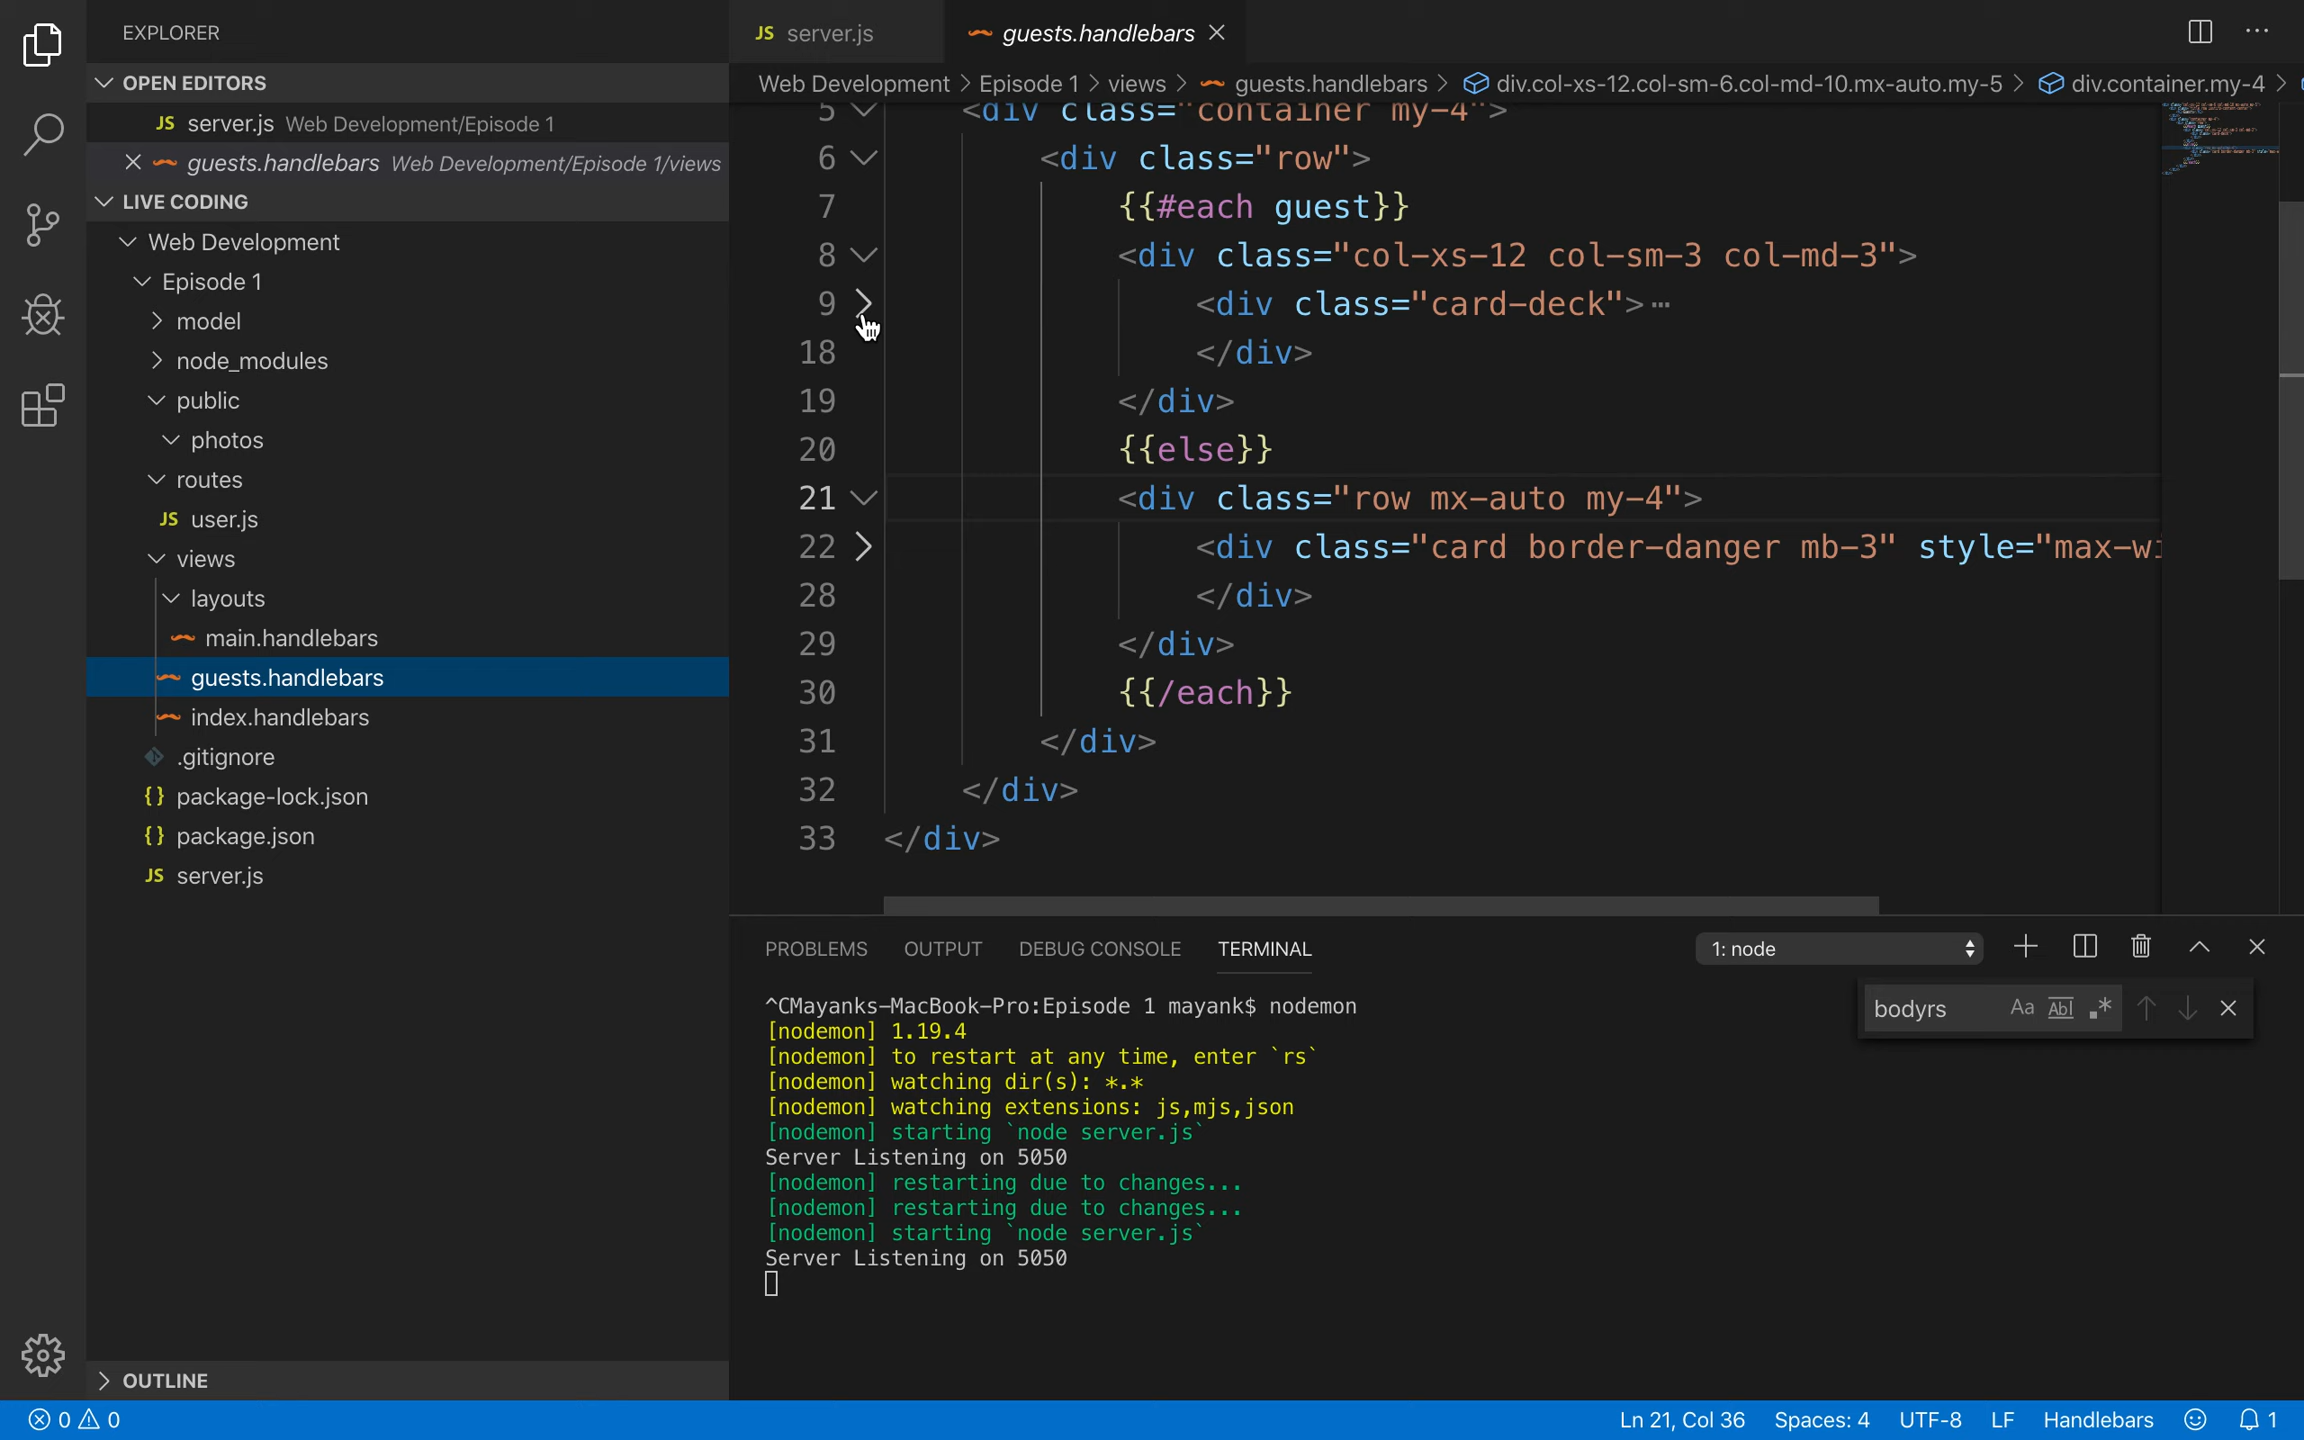 EXPLORER
OPEN EDITORS
JS server.js Web Development/Episode 1
guests.handlebars Web Development/Episode 1/views
LIVE CODING
Web Development
Episode 1
model
node_modules
public
photos
routes
JS user.js
views
layouts
main.handlebars
guests.handlebars
index.handlebars
.gitignore
{} package-lock.json
{} package.json
JS server.js
OUTLINE
JS server.js
guests.handlebars
Web Development > Episode 1 > views > guests.handlebars > div.col-xs-12.col-sm-6.col-md-10.mx-auto.my-5 > div.container.my-4 >
5 <div class="container my-4">
6 <div class="row">
7 {{#each guest}}
8 <div class="col-xs-12 col-sm-3 col-md-3">
9 <div class="card-deck">⋯
18 </div>
19 </div>
20 {{else}}
21 <div class="row mx-auto my-4">
22 <div class="card border-danger mb-3" style="max-wi
28 </div>
29 </div>
30 {{/each}}
31 </div>
32 </div>
33 </div>
PROBLEMS OUTPUT DEBUG CONSOLE TERMINAL
1: node
bodyrs Aa Abl .*
^CMayanks-MacBook-Pro:Episode 1 mayank$ nodemon
[nodemon] 1.19.4
[nodemon] to restart at any time, enter `rs`
[nodemon] watching dir(s): *.*
[nodemon] watching extensions: js,mjs,json
[nodemon] starting `node server.js`
Server Listening on 5050
[nodemon] restarting due to changes...
[nodemon] restarting due to changes...
[nodemon] starting `node server.js`
Server Listening on 5050
0 0
Ln 21, Col 36 Spaces: 4 UTF-8 LF Handlebars 1